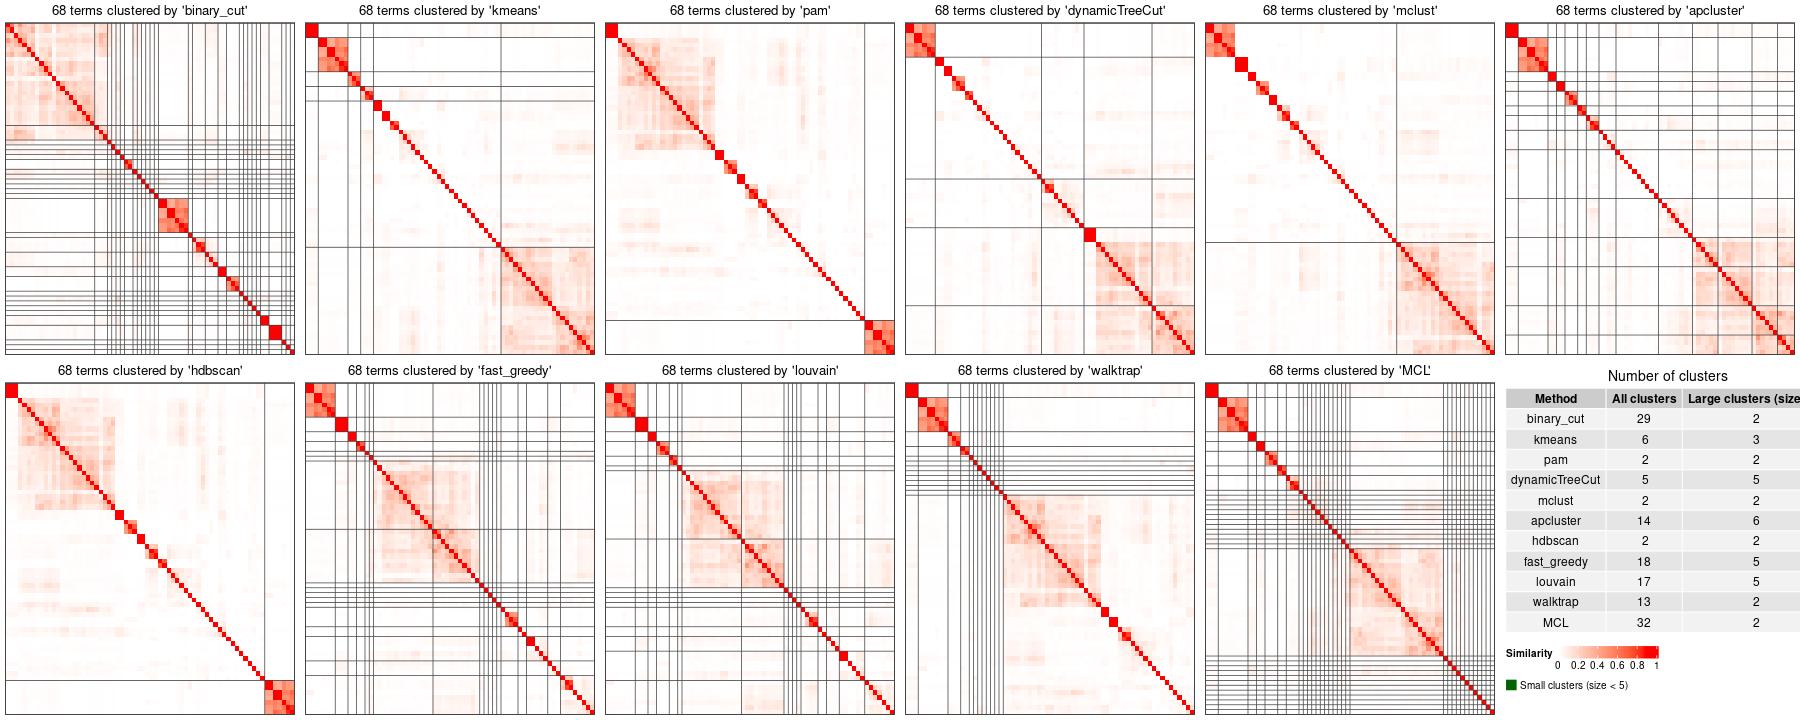 68 terms clustered by 'binary_cut'
68 terms clustered by 'kmeans'
68 terms clustered by 'pam'
68 terms clustered by 'dynamicTreeCut'
68 terms clustered by 'mclust'
68 terms clustered by 'apcluster'
68 terms clustered by 'hdbscan'
68 terms clustered by 'fast_greedy'
68 terms clustered by 'louvain'
68 terms clustered by 'walktrap'
68 terms clustered by 'MCL'
Number of clusters
Method All clusters Large clusters (size
binary_cut 29 2
kmeans 6 3
pam 2 2
dynamicTreeCut 5 5
mclust 2 2
apcluster 14 6
hdbscan 2 2
fast_greedy 18 5
louvain 17 5
walktrap 13 2
MCL 32 2
Similarity
0 0.2 0.4 0.6 0.8 1
Small clusters (size < 5)